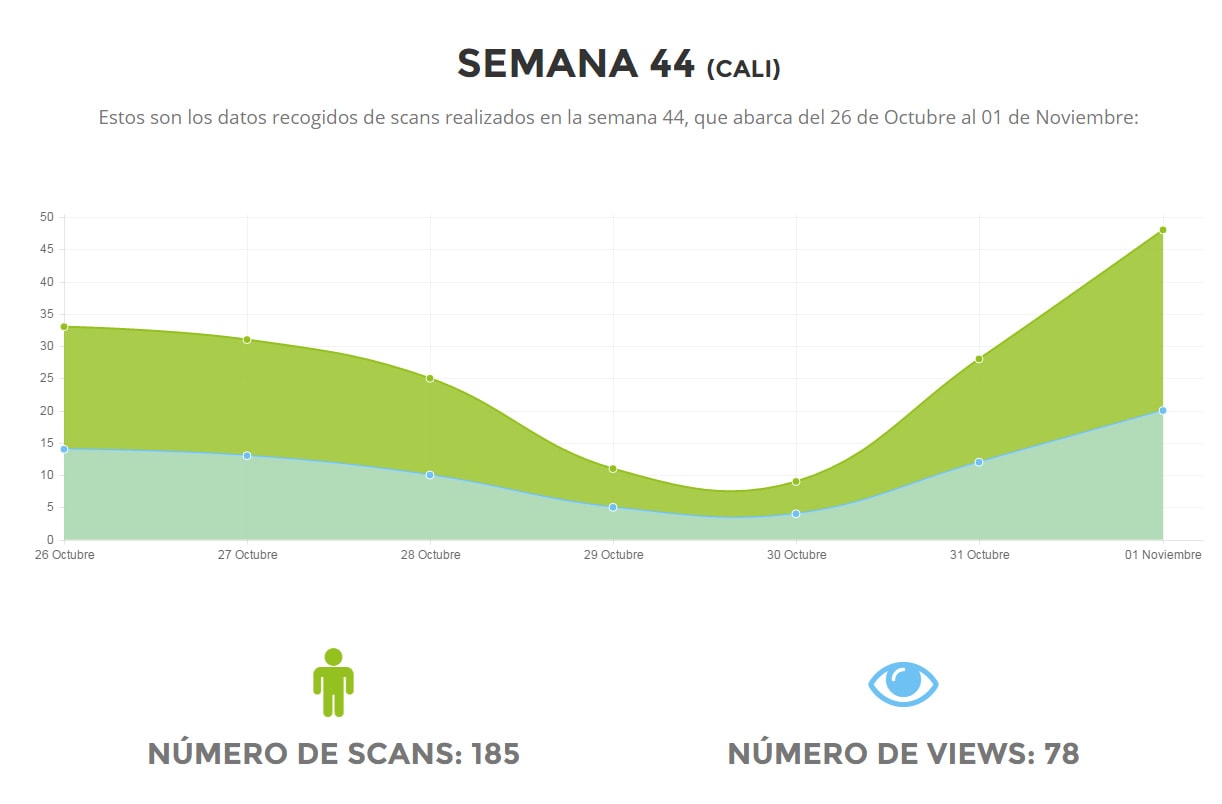 SEMANA 44 (CALI)
Estos son los datos recogidos de scans realizados en la semana 44, que abarca del 26 de Octubre al 01 de Noviembre:
50
45
40
35
30
25
20
15
10
5
0
26 Octubre 27 Octubre 28 Octubre 29 Octubre 30 Octubre 31 Octubre 01 Noviembre
NÚMERO DE SCANS: 185 NÚMERO DE VIEWS: 78